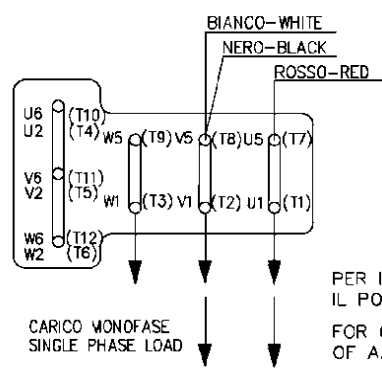 BIANCO-WHITE
NERO-BLACK
ROSSO-RED
U6 (T10)
U2 (T4)
W5 (T9) V5 (T8) U5 (T7)
V6 (T11)
V2 (T5)
W1 (T3) V1 (T2) U1 (T1)
W6 (T12)
W2 (T6)
CARICO MONOFASE
SINGLE PHASE LOAD
PER
IL PO
FOR
OF A.